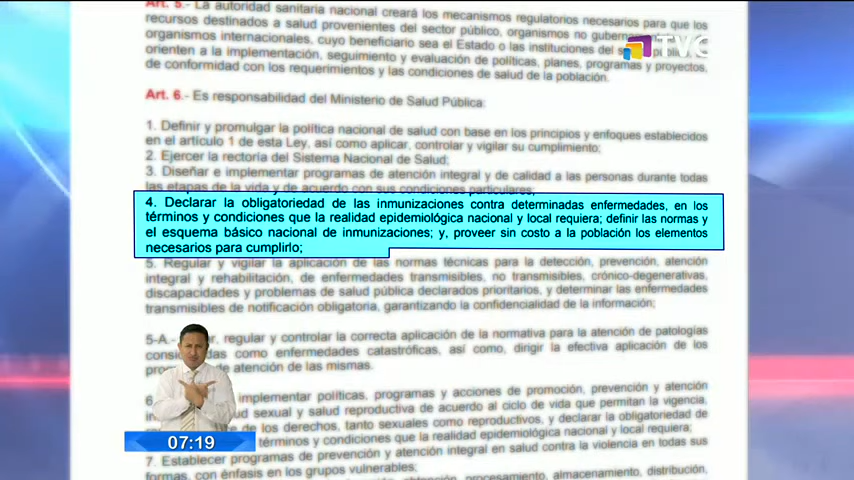 Art. 5.- La autoridad sanitaria nacional creará los mecanismos regulatorios necesarios para que los
recursos destinados a salud provenientes del sector público, organismos no
organismos internacionales, cuyo beneficiario sea el Estado o las instituciones del
orienten a la implementación, seguimiento y evaluación de políticas, planes, programas y proyectos,
de conformidad con los requerimientos y las condiciones de salud de la población.
TVC
Art. 6.- Es responsabilidad del Ministerio de Salud Pública:
1. Definir y promulgar la política nacional de salud con base en los principios y enfoques establecidos
en el artículo 1 de esta Ley, así como aplicar, controlar y vigilar su cumplimiento;
2. Ejercer la rectoría del Sistema Nacional de Salud;
3. Diseñar e implementar programas de atención integral y de calidad a las personas durante todas
las etapas de la vida y de acuerdo con sus condiciones particulares;
4. Declarar la obligatoriedad de las inmunizaciones contra determinadas enfermedades, en los
términos y condiciones que la realidad epidemiológica nacional y local requiera; definir las normas y
el esquema básico nacional de inmunizaciones; y, proveer sin costo a la población los elementos
necesarios para cumplirlo;
5. Regular y vigilar la aplicación de las normas técnicas para la detección, prevención, atención
integral y rehabilitación, de enfermedades transmisibles, no transmisibles, crónico-degenerativas,
discapacidades y problemas de salud pública declarados prioritarios, y determinar las enfermedades
transmisibles de notificación obligatoria, garantizando la confidencialidad de la información;
5-A.- regular y controlar la correcta aplicación de la normativa para la atención de patologías
como enfermedades catastróficas, así como, dirigir la efectiva aplicación de los
de atención de las mismas.
6 implementar políticas, programas y acciones de promoción, prevención y atención
sexual y salud reproductiva de acuerdo al ciclo de vida que permitan la vigencia,
de los derechos, tanto sexuales como reproductivos, y declarar la obligatoriedad de
términos y condiciones que la realidad epidemiológica nacional y local requiera;
07:19
7. Establecer programas de prevención y atención integral en salud contra la violencia en todas sus
formas, con énfasis en los grupos vulnerables;
procesamiento, almacenamiento, distribución,